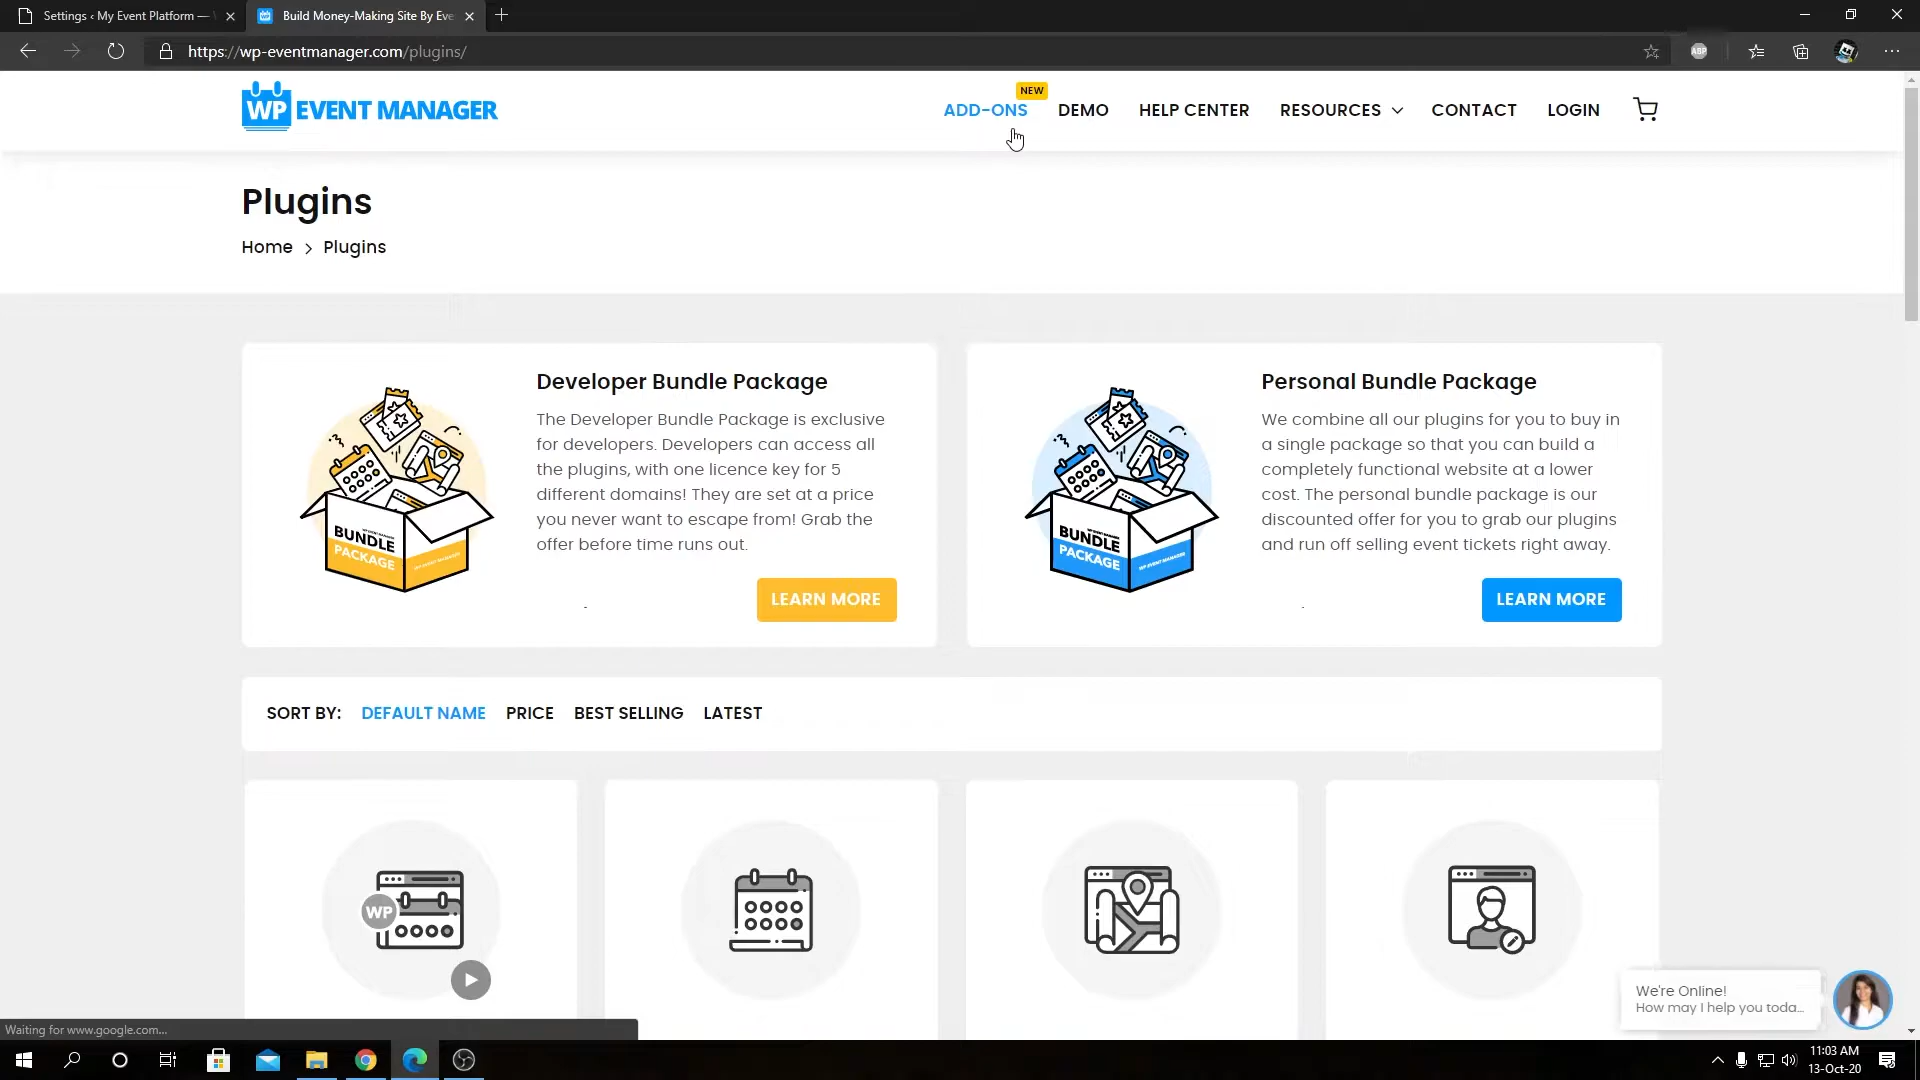 Settings ‹ My Event Platform —
Build Money-Making Site By Eve
https://wp-eventmanager.com/plugins/
ABP
WP EVENT MANAGER
NEW
ADD-ONS
DEMO
HELP CENTER
RESOURCES
CONTACT
LOGIN
Plugins
Home > Plugins
Developer Bundle Package
The Developer Bundle Package is exclusive
for developers. Developers can access all
the plugins, with one licence key for 5
different domains! They are set at a price
you never want to escape from! Grab the
offer before time runs out.
LEARN MORE
BUNDLE
PACKAGE
Personal Bundle Package
We combine all our plugins for you to buy in
a single package so that you can build a
completely functional website at a lower
cost. The personal bundle package is our
discounted offer for you to grab our plugins
and run off selling event tickets right away.
LEARN MORE
BUNDLE
PACKAGE
SORT BY: DEFAULT NAME PRICE BEST SELLING LATEST
WP
We're Online!
How may I help you toda...
Waiting for www.google.com...
11:03 AM
13-Oct-20